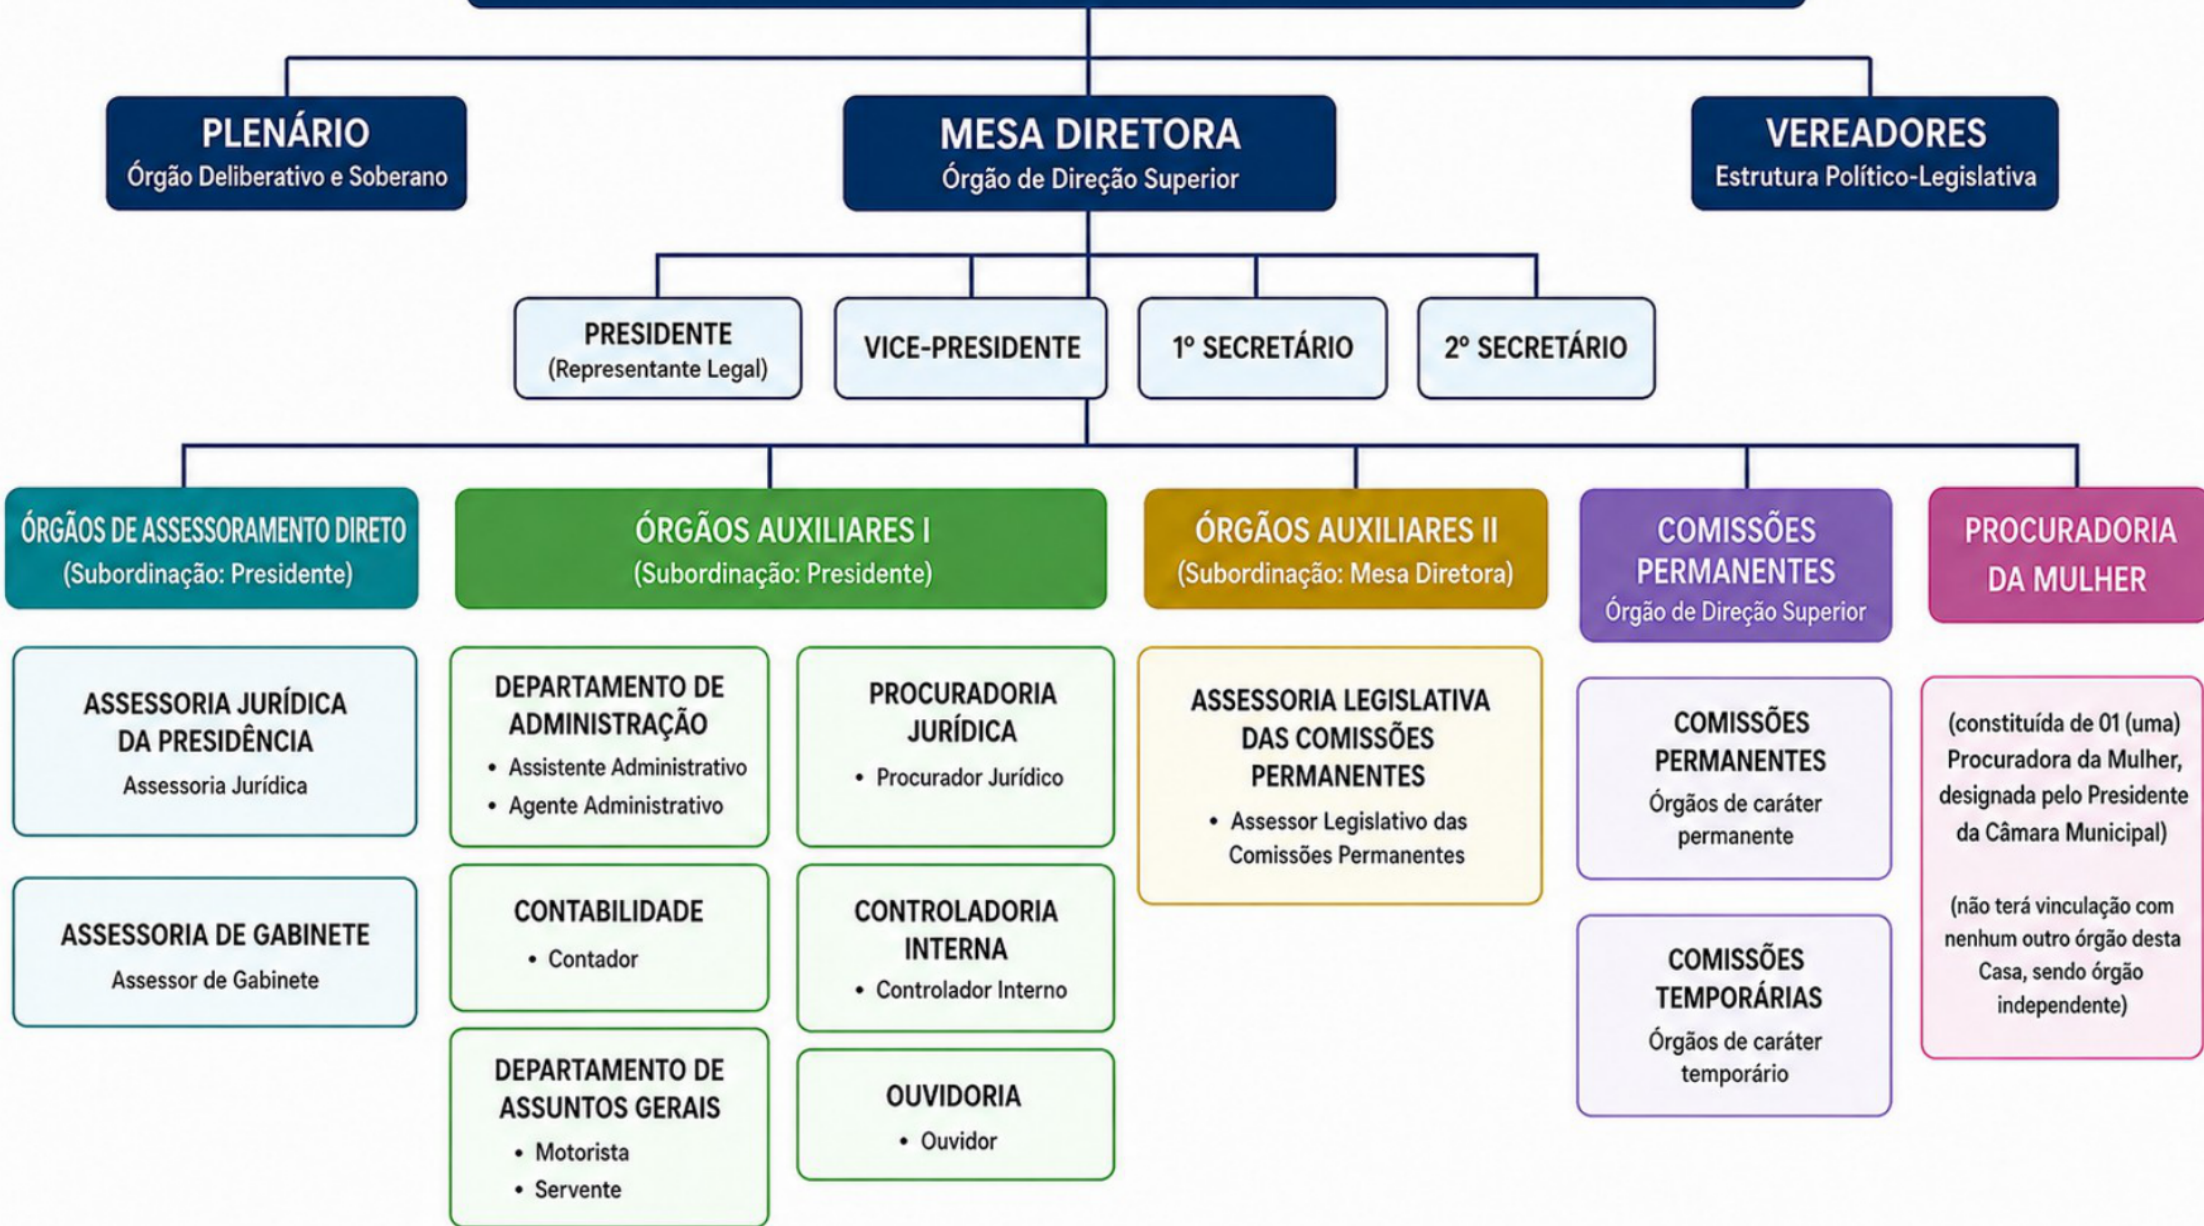 PLENÁRIO
Órgão Deliberativo e Soberano
MESA DIRETORA
Órgão de Direção Superior
VEREADORES
Estrutura Político-Legislativa
PRESIDENTE
(Representante Legal)
VICE-PRESIDENTE
1º SECRETÁRIO
2º SECRETÁRIO
ÓRGÃOS DE ASSESSORAMENTO DIRETO
(Subordinação: Presidente)
ASSESSORIA JURÍDICA
DA PRESIDÊNCIA
Assessoria Jurídica
ASSESSORIA DE GABINETE
Assessor de Gabinete
ÓRGÃOS AUXILIARES I
(Subordinação: Presidente)
DEPARTAMENTO DE
ADMINISTRAÇÃO
• Assistente Administrativo
• Agente Administrativo
CONTABILIDADE
• Contador
DEPARTAMENTO DE
ASSUNTOS GERAIS
• Motorista
• Servente
PROCURADORIA
JURÍDICA
• Procurador Jurídico
CONTROLADORIA
INTERNA
• Controlador Interno
OUVIDORIA
• Ouvidor
ÓRGÃOS AUXILIARES II
(Subordinação: Mesa Diretora)
ASSESSORIA LEGISLATIVA
DAS COMISSÕES
PERMANENTES
• Assessor Legislativo das
Comissões Permanentes
COMISSÕES
PERMANENTES
Órgão de Direção Superior
COMISSÕES
PERMANENTES
Órgãos de caráter
permanente
COMISSÕES
TEMPORÁRIAS
Órgãos de caráter
temporário
PROCURADORIA
DA MULHER
(constituída de 01 (uma)
Procuradora da Mulher,
designada pelo Presidente
da Câmara Municipal)
(não terá vinculação com
nenhum outro órgão desta
Casa, sendo órgão
independente)